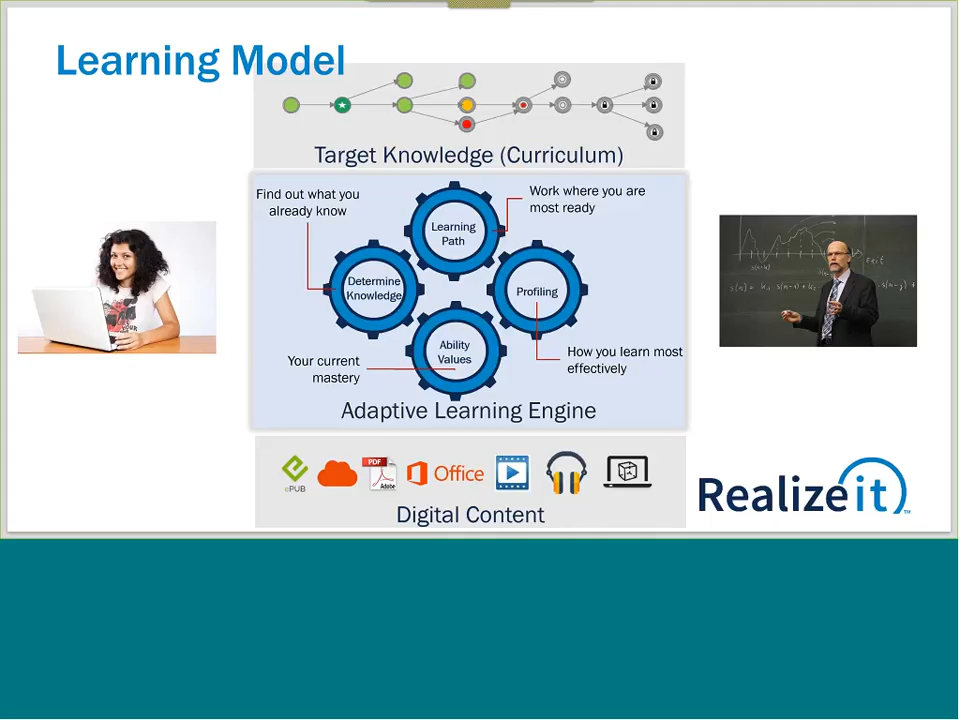 Learning Model
Target Knowledge (Curriculum)
Find out what you
already know
Work where you are
most ready
Learning
Path
Determine
Knowledge
Profiling
Ability
Values
Your current
mastery
How you learn most
effectively
Adaptive Learning Engine
ePUB
PDF
Adobe
Office
Digital Content
Realizeit
TM